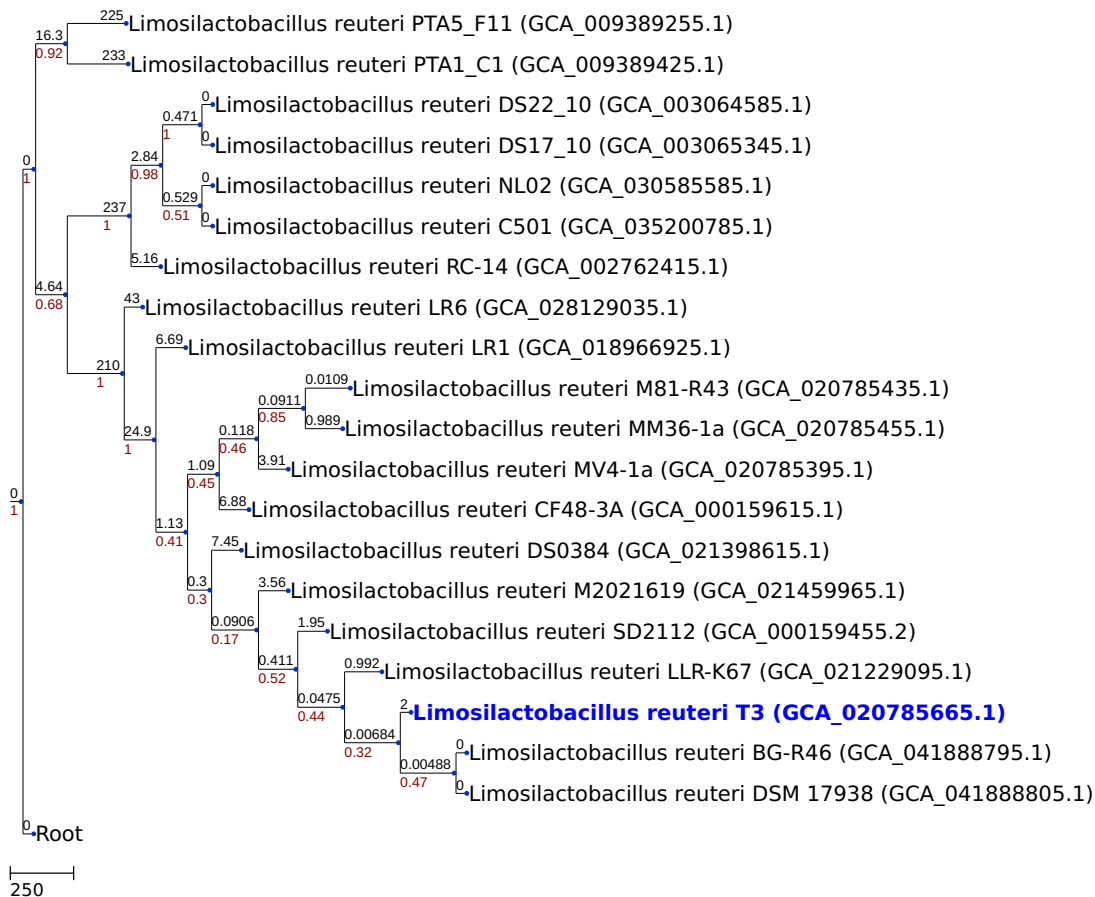 225 Limosilactobacillus reuteri PTA5_F11 (GCA_009389255.1)
16.3
0.92
233 Limosilactobacillus reuteri PTA1_C1 (GCA_009389425.1)
0 Limosilactobacillus reuteri DS22_10 (GCA_003064585.1)
0.471
1
0 Limosilactobacillus reuteri DS17_10 (GCA_003065345.1)
0
1
2.84
0.98
0 Limosilactobacillus reuteri NL02 (GCA_030585585.1)
0.529
0.51
237
1
0 Limosilactobacillus reuteri C501 (GCA_035200785.1)
5.16 Limosilactobacillus reuteri RC-14 (GCA_002762415.1)
4.64
0.68
43 Limosilactobacillus reuteri LR6 (GCA_028129035.1)
6.69 Limosilactobacillus reuteri LR1 (GCA_018966925.1)
210
1
0.0109 Limosilactobacillus reuteri M81-R43 (GCA_020785435.1)
0.0911
0.85
0.989 Limosilactobacillus reuteri MM36-1a (GCA_020785455.1)
24.9
1
0.118
0.46
3.91 Limosilactobacillus reuteri MV4-1a (GCA_020785395.1)
1.09
0.45
0
1
6.88 Limosilactobacillus reuteri CF48-3A (GCA_000159615.1)
1.13
0.41
7.45 Limosilactobacillus reuteri DS0384 (GCA_021398615.1)
0.3
0.3
3.56 Limosilactobacillus reuteri M2021619 (GCA_021459965.1)
0.0906
0.17
1.95 Limosilactobacillus reuteri SD2112 (GCA_000159455.2)
0.411
0.52
0.992 Limosilactobacillus reuteri LLR-K67 (GCA_021229095.1)
0.0475
0.44
2 Limosilactobacillus reuteri T3 (GCA_020785665.1)
0.00684
0.32
0 Limosilactobacillus reuteri BG-R46 (GCA_041888795.1)
0.00488
0.47
0 Limosilactobacillus reuteri DSM 17938 (GCA_041888805.1)
0 Root
250